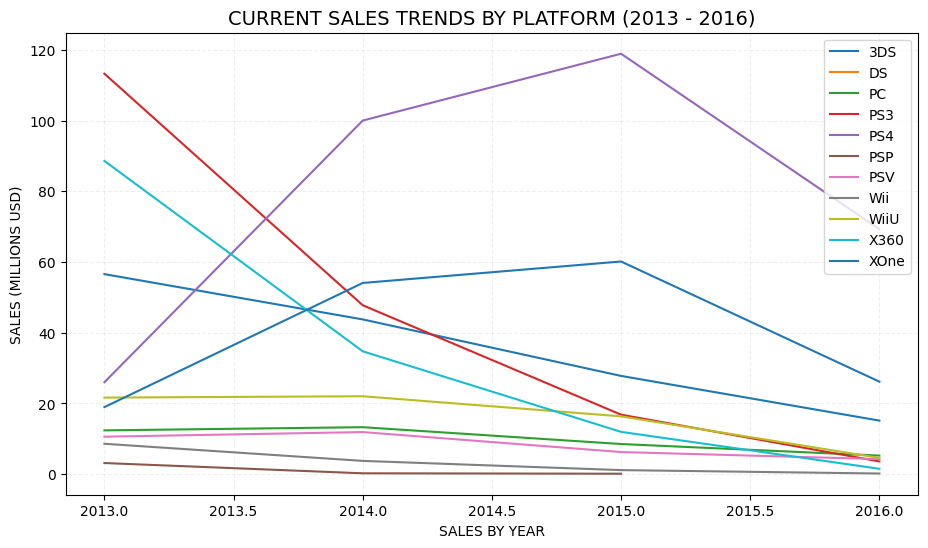 CURRENT SALES TRENDS BY PLATFORM (2013 - 2016)
SALES (MILLIONS USD)
120
100
80
60
40
20
0
3DS
DS
PC
PS3
PS4
PSP
PSV
Wii
WiiU
X360
XOne
2013.0 2013.5 2014.0 2014.5 2015.0 2015.5 2016.0
SALES BY YEAR